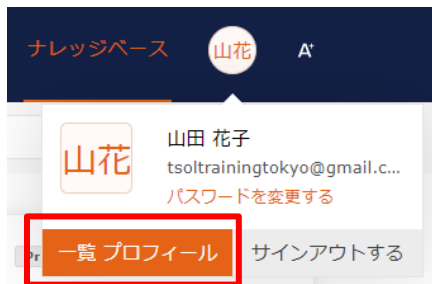 ナレッジベース 山花 A⁺
山花 山田 花子
tsoltrainingtokyo@gmail.c...
パスワードを変更する
Pr 一覧 プロフィール サインアウトする